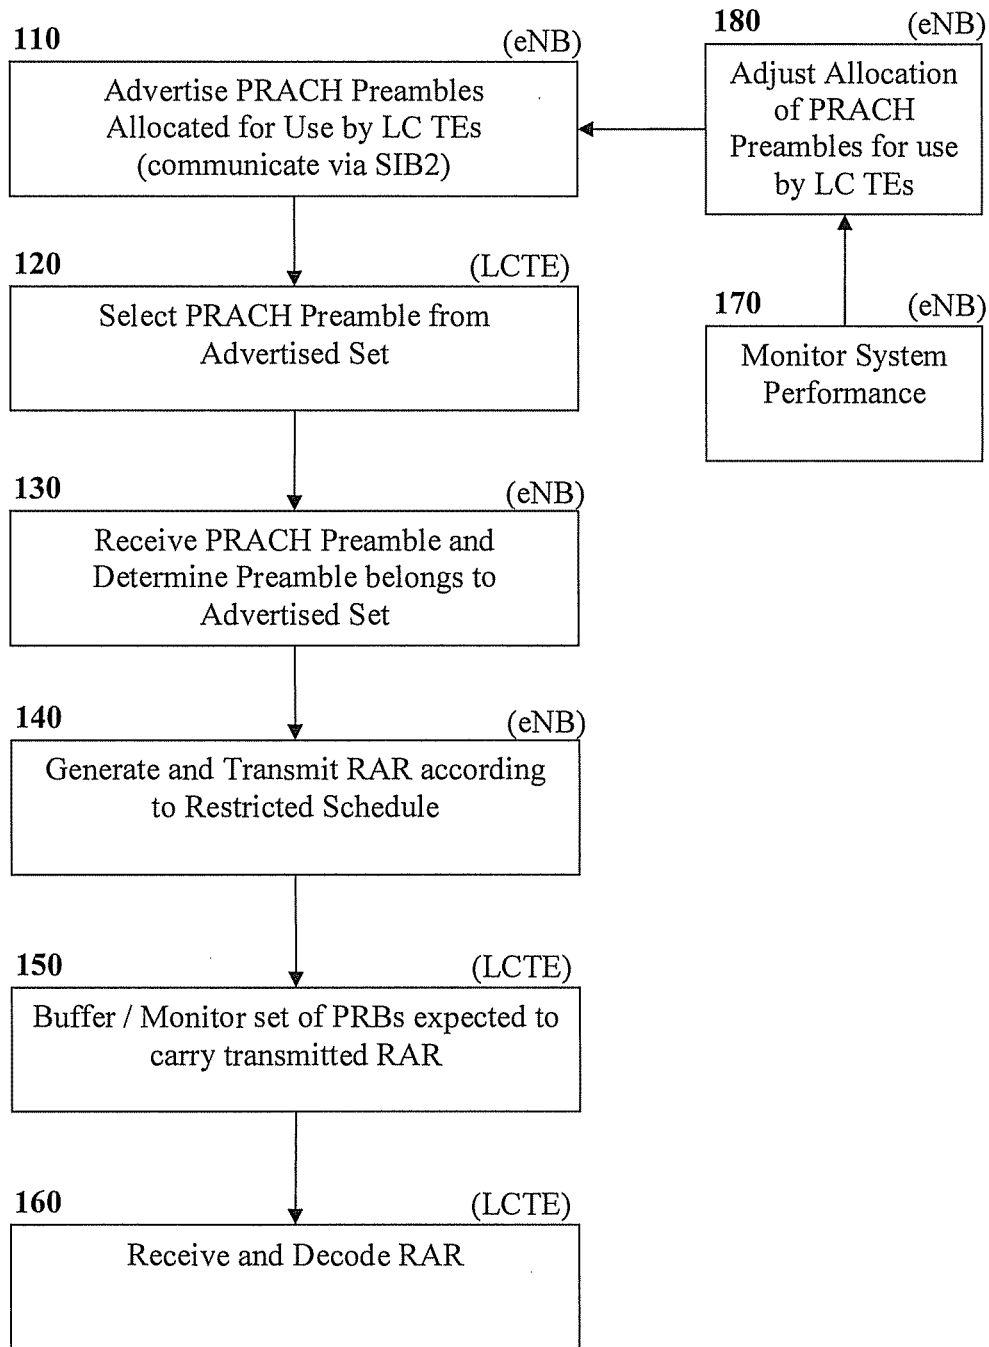 110
(eNB)
Advertise PRACH Preambles
Allocated for Use by LC TEs
(communicate via SIB2)
180
(eNB)
Adjust Allocation
of PRACH
Preambles for use
by LC TEs
120
(LCTE)
Select PRACH Preamble from
Advertised Set
170
(eNB)
Monitor System
Performance
130
(eNB)
Receive PRACH Preamble and
Determine Preamble belongs to
Advertised Set
140
(eNB)
Generate and Transmit RAR according
to Restricted Schedule
150
(LCTE)
Buffer / Monitor set of PRBs expected to
carry transmitted RAR
160
(LCTE)
Receive and Decode RAR